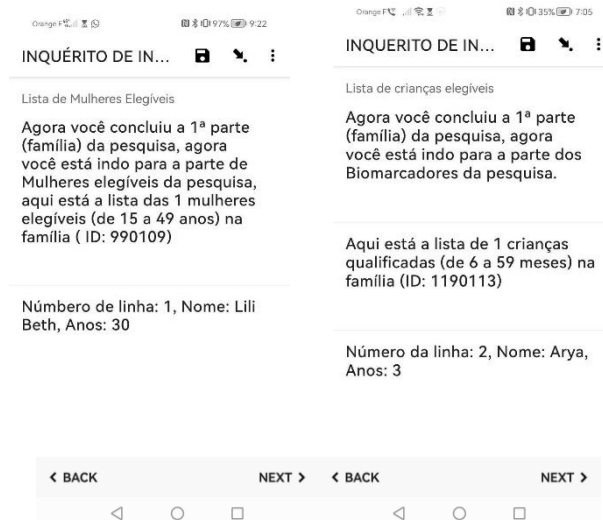 Orange F
97% 9:22
INQUÉRITO DE IN...
Lista de Mulheres Elegíveis
Agora você concluiu a 1ª parte
(família) da pesquisa, agora
você está indo para a parte de
Mulheres elegíveis da pesquisa,
aqui está a lista das 1 mulheres
elegíveis (de 15 a 49 anos) na
família ( ID: 990109)
Númbero de linha: 1, Nome: Lili
Beth, Anos: 30
< BACK
NEXT >
Orange F
35% 7:05
INQUERITO DE IN...
Lista de crianças elegíveis
Agora você concluiu a 1ª parte
(família) da pesquisa, agora
você está indo para a parte dos
Biomarcadores da pesquisa.
Aqui está a lista de 1 crianças
qualificadas (de 6 a 59 meses) na
família (ID: 1190113)
Número da linha: 2, Nome: Arya,
Anos: 3
< BACK
NEXT >